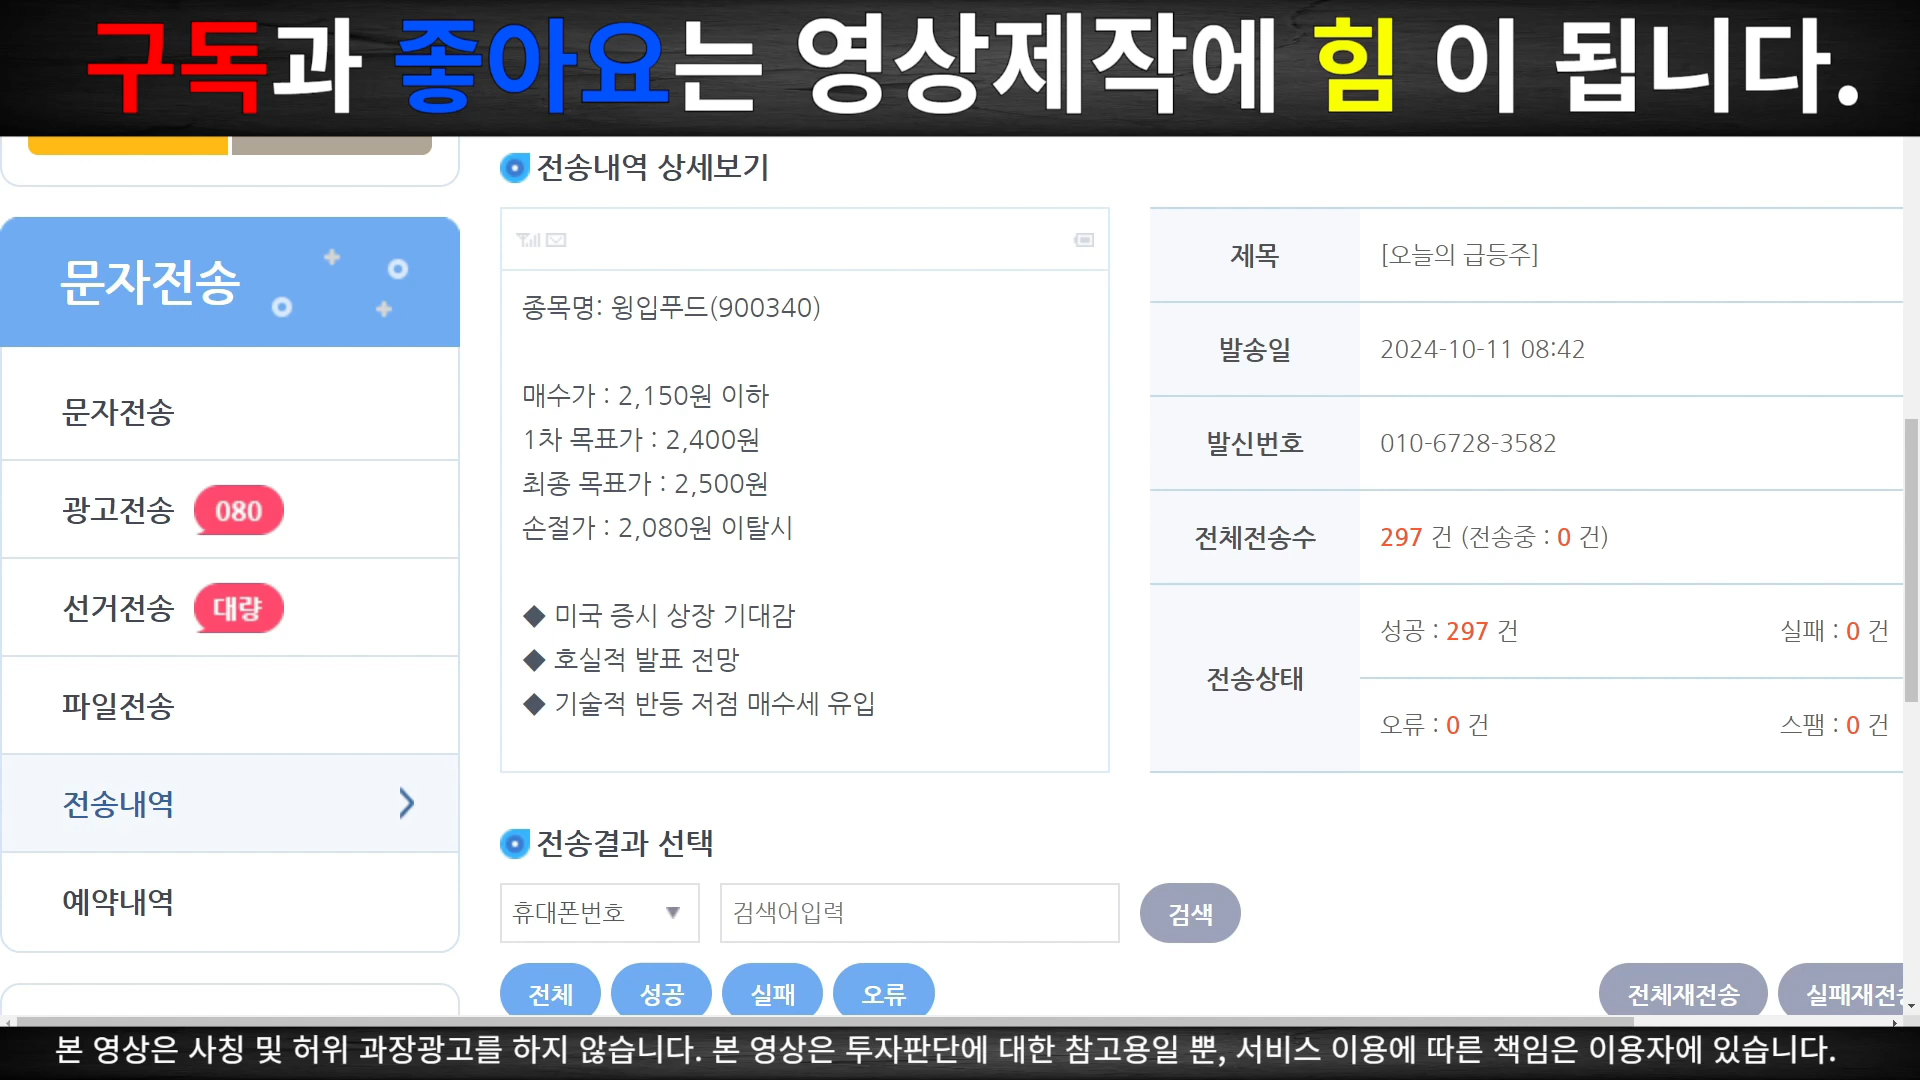 구독과 좋아요는 영상제작에 힘 이 됩니다.
문자전송
문자전송
광고전송 080
선거전송 대량
파일전송
전송내역
예약내역
전송내역 상세보기
종목명: 윙입푸드(900340)
매수가 : 2,150원 이하
1차 목표가 : 2,400원
최종 목표가 : 2,500원
손절가 : 2,080원 이탈시
◆ 미국 증시 상장 기대감
◆ 호실적 발표 전망
◆ 기술적 반등 저점 매수세 유입
제목 [오늘의 급등주]
발송일 2024-10-11 08:42
발신번호 010-6728-3582
전체전송수 297 건 (전송중 : 0 건)
전송상태
성공 : 297 건 실패 : 0 건
오류 : 0 건 스팸 : 0 건
전송결과 선택
휴대폰번호 ▼ 검색어입력 검색
전체 성공 실패 오류 전체재전송 실패재전송
본 영상은 사칭 및 허위 과장광고를 하지 않습니다. 본 영상은 투자판단에 대한 참고용일 뿐, 서비스 이용에 따른 책임은 이용자에 있습니다.